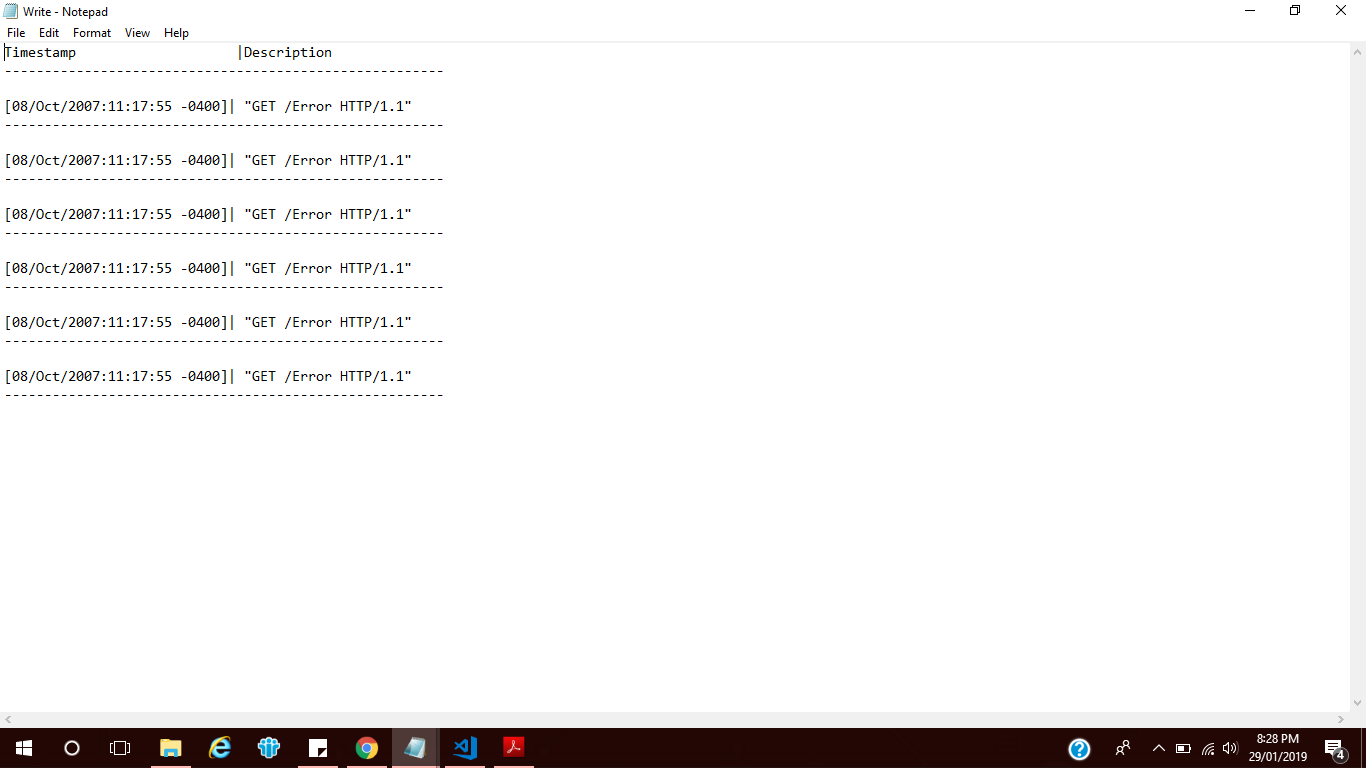 Write - Notepad
File Edit Format View Help
Timestamp                    |Description
-------------------------------------------------------
[08/Oct/2007:11:17:55 -0400]| "GET /Error HTTP/1.1"
-------------------------------------------------------
[08/Oct/2007:11:17:55 -0400]| "GET /Error HTTP/1.1"
-------------------------------------------------------
[08/Oct/2007:11:17:55 -0400]| "GET /Error HTTP/1.1"
-------------------------------------------------------
[08/Oct/2007:11:17:55 -0400]| "GET /Error HTTP/1.1"
-------------------------------------------------------
[08/Oct/2007:11:17:55 -0400]| "GET /Error HTTP/1.1"
-------------------------------------------------------
[08/Oct/2007:11:17:55 -0400]| "GET /Error HTTP/1.1"
-------------------------------------------------------
8:28 PM
29/01/2019
4